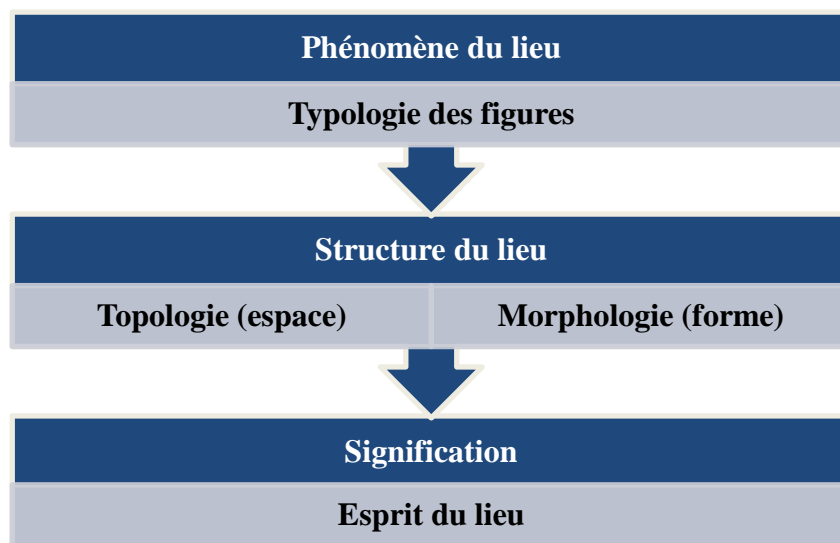 Phénomène du lieu
Typologie des figures
Structure du lieu
Topologie (espace)
Morphologie (forme)
Signification
Esprit du lieu